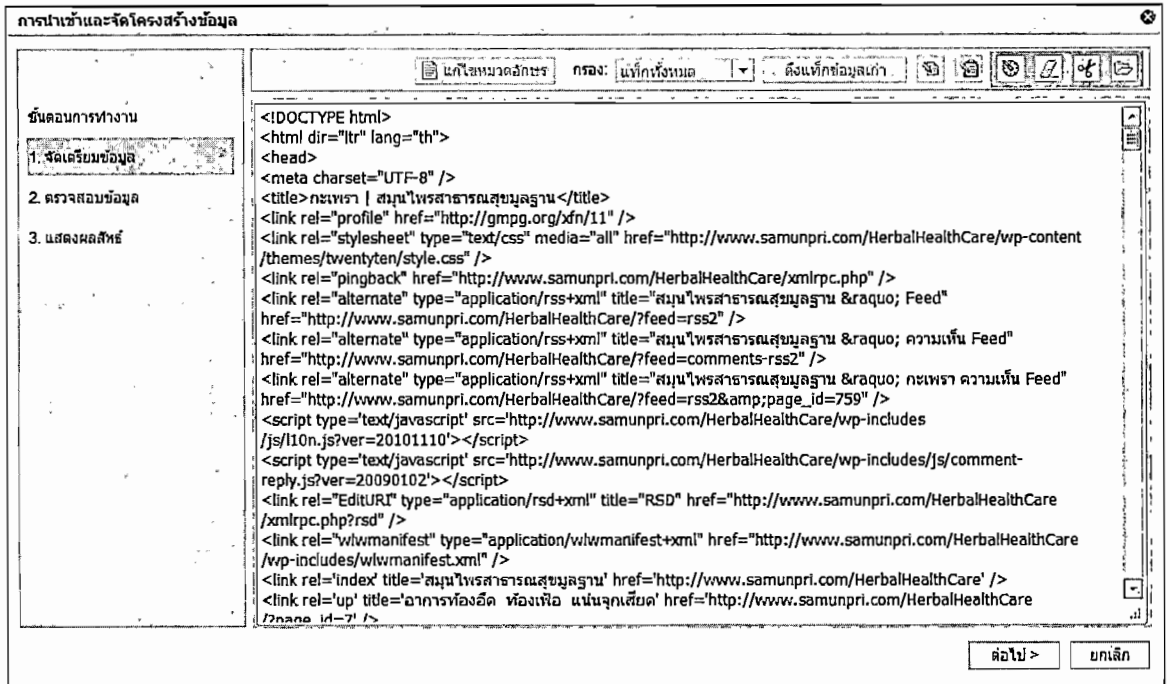 การนำเข้าและจัดโครงสร้างข้อมูล
แก้ไขหมวดอักษร กรอง: แท็กทั้งหมด ดึงแท็กข้อมูลเก่า
ขั้นตอนการทำงาน
1. จัดเตรียมข้อมูล
2. ตรวจสอบข้อมูล
3. แสดงผลลัพธ์
<!DOCTYPE html>
<html dir="ltr" lang="th">
<head>
<meta charset="UTF-8" />
<title>กะเพรา | สมุนไพรสาธารณสุขมูลฐาน</title>
<link rel="profile" href="http://gmpg.org/xfn/11" />
<link rel="stylesheet" type="text/css" media="all" href="http://www.samunpri.com/HerbalHealthCare/wp-content
/themes/twentyten/style.css" />
<link rel="pingback" href="http://www.samunpri.com/HerbalHealthCare/xmlrpc.php" />
<link rel="alternate" type="application/rss+xml" title="สมุนไพรสาธารณสุขมูลฐาน &raquo; Feed"
href="http://www.samunpri.com/HerbalHealthCare/?feed=rss2" />
<link rel="alternate" type="application/rss+xml" title="สมุนไพรสาธารณสุขมูลฐาน &raquo; ความเห็น Feed"
href="http://www.samunpri.com/HerbalHealthCare/?feed=comments-rss2" />
<link rel="alternate" type="application/rss+xml" title="สมุนไพรสาธารณสุขมูลฐาน &raquo; กะเพรา ความเห็น Feed"
href="http://www.samunpri.com/HerbalHealthCare/?feed=rss2&amp;page_id=759" />
<script type='text/javascript' src='http://www.samunpri.com/HerbalHealthCare/wp-includes
/js/l10n.js?ver=20101110'></script>
<script type='text/javascript' src='http://www.samunpri.com/HerbalHealthCare/wp-includes/js/comment-
reply.js?ver=20090102'></script>
<link rel="EditURI" type="application/rsd+xml" title="RSD" href="http://www.samunpri.com/HerbalHealthCare
/xmlrpc.php?rsd" />
<link rel="wlwmanifest" type="application/wlwmanifest+xml" href="http://www.samunpri.com/HerbalHealthCare
/wp-includes/wlwmanifest.xml" />
<link rel='index' title='สมุนไพรสาธารณสุขมูลฐาน' href='http://www.samunpri.com/HerbalHealthCare' />
<link rel='up' title='อาการท้องอืด ท้องเฟ้อ แน่นจุกเสียด' href='http://www.samunpri.com/HerbalHealthCare
/?page_id=7' />
ต่อไป > ยกเลิก